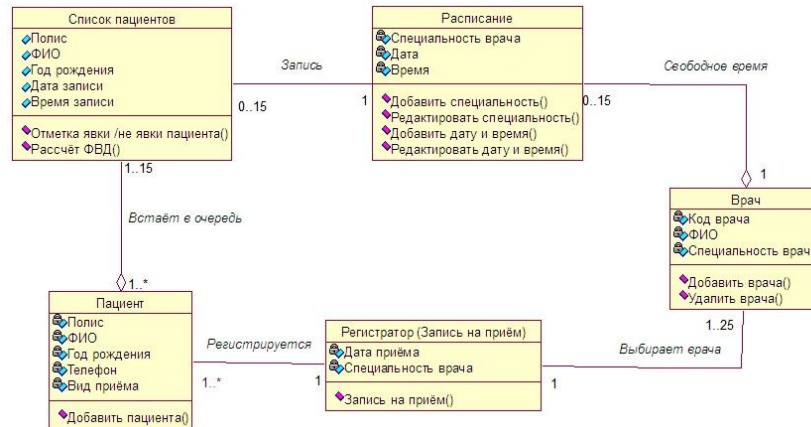 Список пациентов
Полис
ФИО
Год рождения
Дата записи
Время записи
Отметка явки /не явки пациента()
Рассчёт ФВД()
Запись
0..15
1
Расписание
Специальность врача
Дата
Время
Добавить специальность()
Редактировать специальность()
Добавить дату и время()
Редактировать дату и время()
Свободное время
0..15
1
Врач
Код врача
ФИО
Специальность врач
Добавить врача()
Удалить врача()
1..15
Встаёт в очередь
1..*
Пациент
Полис
ФИО
Год рождения
Телефон
Вид приёма
Добавить пациента()
Регистрируется
1..*
1
Регистратор (Запись на приём)
Дата приёма
Специальность врача
Запись на приём()
Выбирает врача
1
1..25